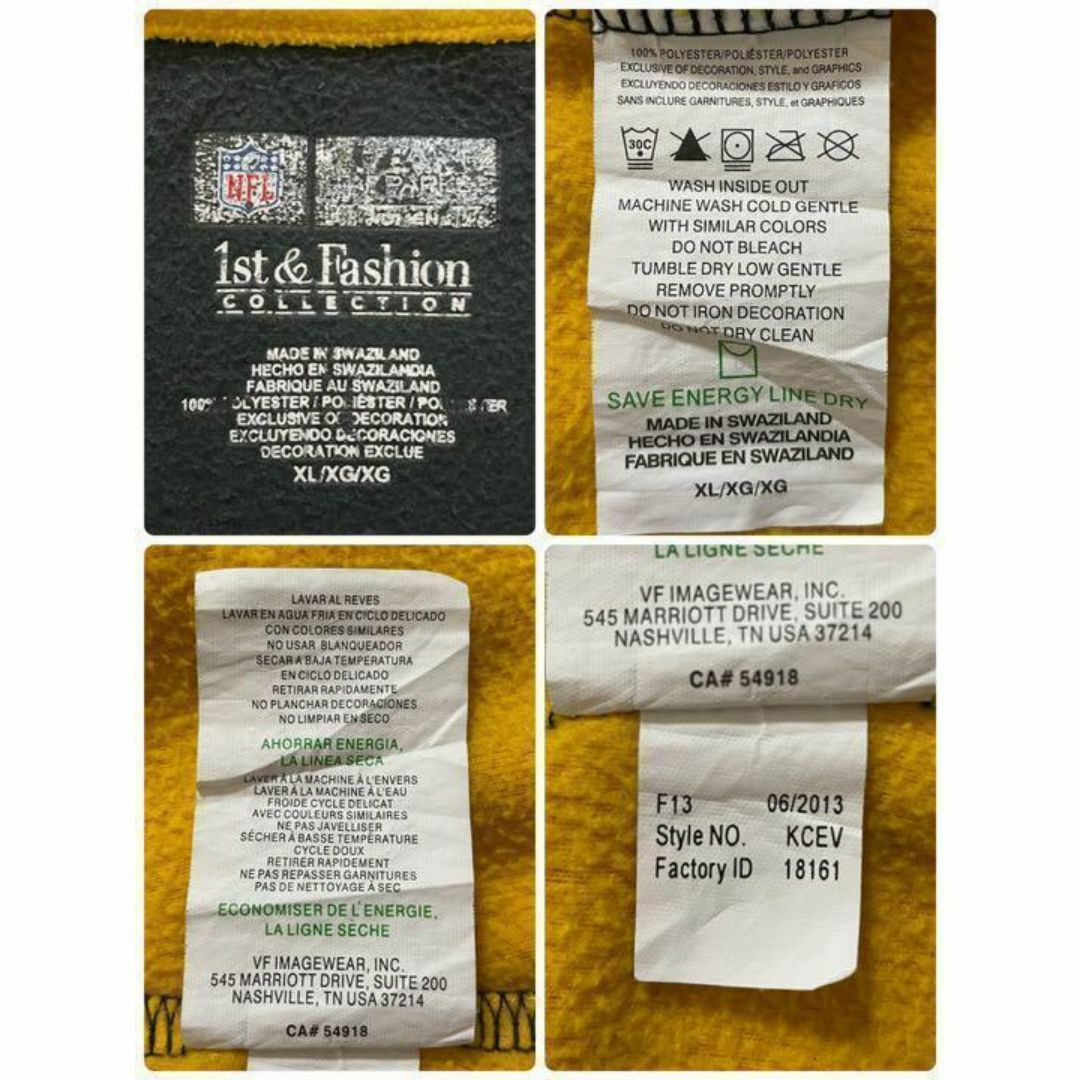 NFL
1st & Fashion
COLLECTION
MADE IN SWAZILAND
HECHO EN SWAZILANDIA
FABRIQUE AU SWAZILAND
EXCLUSIVE OF DECORATION
EXCLUYENDO DECORACIONES
DECORATION EXCLUE
XL/XG/XG
100% POLYESTER/POLIÉSTER/POLYESTER
EXCLUSIVE OF DECORATION, STYLE, and GRAPHICS
EXCLUYENDO DECORACIONES ESTILO Y GRAFICOS
SANS INCLURE GARNITURES, STYLE, et GRAPHIQUES
30C
WASH INSIDE OUT
MACHINE WASH COLD GENTLE
WITH SIMILAR COLORS
DO NOT BLEACH
TUMBLE DRY LOW GENTLE
REMOVE PROMPTLY
DO NOT IRON DECORATION
DO NOT DRY CLEAN
SAVE ENERGY LINE DRY
MADE IN SWAZILAND
HECHO EN SWAZILANDIA
FABRIQUE EN SWAZILAND
XL/XG/XG
LAVAR AL REVES
LAVAR EN AGUA FRIA EN CICLO DELICADO
CON COLORES SIMILARES
NO USAR BLANQUEADOR
SECAR A BAJA TEMPERATURA
EN CICLO DELICADO
RETIRAR RAPIDAMENTE
NO PLANCHAR DECORACIONES
NO LIMPIAR EN SECO
AHORRAR ENERGIA,
LA LINEA SECA
LAVER À LA MACHINE À L'ENVERS
LAVER À LA MACHINE À L'EAU
FROIDE CYCLE DELICAT
AVEC COULEURS SIMILAIRES
NE PAS JAVELLISER
SÉCHER À BASSE TEMPÉRATURE
CYCLE DOUX
RETIRER RAPIDEMENT
NE PAS REPASSER GARNITURES
PAS DE NETTOYAGE À SEC
ECONOMISER DE L'ENERGIE,
LA LIGNE SECHE
VF IMAGEWEAR, INC.
545 MARRIOTT DRIVE, SUITE 200
NASHVILLE, TN USA 37214
CA# 54918
LA LIGNE SECHE
VF IMAGEWEAR, INC.
545 MARRIOTT DRIVE, SUITE 200
NASHVILLE, TN USA 37214
CA# 54918
F13 06/2013
Style NO. KCEV
Factory ID 18161